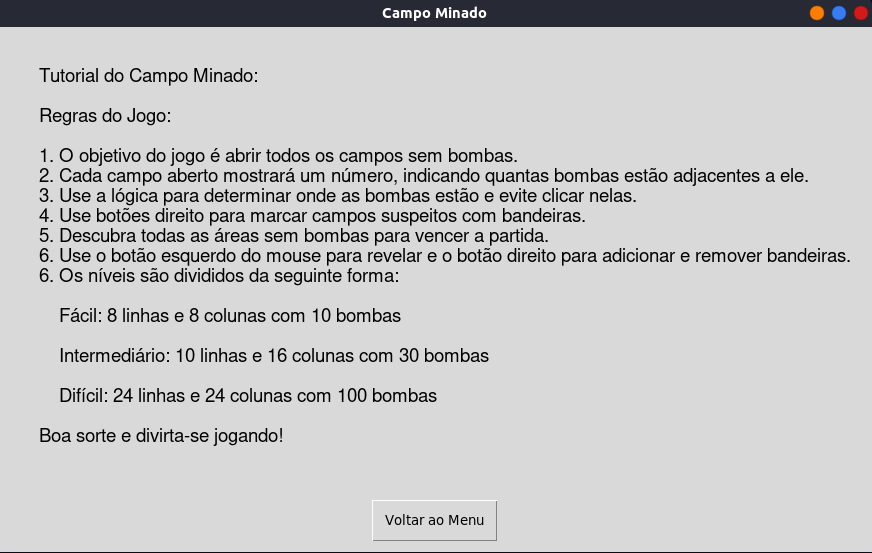 Campo Minado
Tutorial do Campo Minado:
Regras do Jogo:
1. O objetivo do jogo é abrir todos os campos sem bombas.
2. Cada campo aberto mostrará um número, indicando quantas bombas estão adjacentes a ele.
3. Use a lógica para determinar onde as bombas estão e evite clicar nelas.
4. Use botões direito para marcar campos suspeitos com bandeiras.
5. Descubra todas as áreas sem bombas para vencer a partida.
6. Use o botão esquerdo do mouse para revelar e o botão direito para adicionar e remover bandeiras.
6. Os níveis são divididos da seguinte forma:
Fácil: 8 linhas e 8 colunas com 10 bombas
Intermediário: 10 linhas e 16 colunas com 30 bombas
Difícil: 24 linhas e 24 colunas com 100 bombas
Boa sorte e divirta-se jogando!
Voltar ao Menu